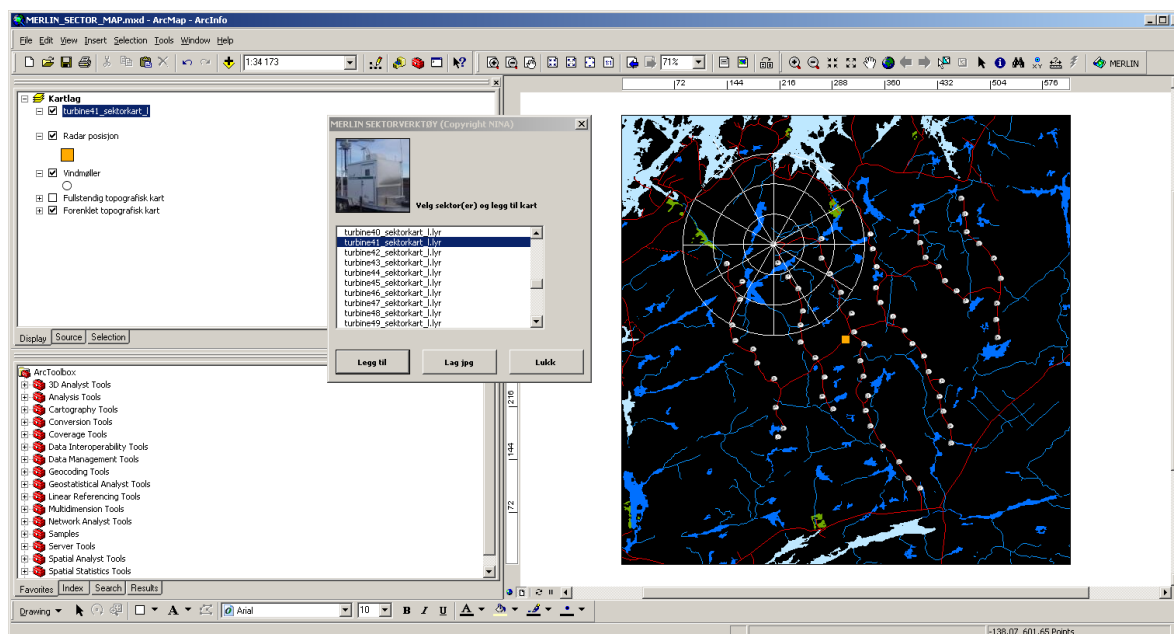 MERLIN_SECTOR_MAP.mxd - ArcMap - ArcInfo
File Edit View Insert Selection Tools Window Help
1:34 173
71%
1:1
MERLIN
Kartlag
turbine41_sektorkart_l
Radar posisjon
Vindmøller
Fullstendig topografisk kart
Forenklet topografisk kart
Display Source Selection
MERLIN SEKTORVERKTØY (Copyright NINA)
Velg sektor(er) og legg til kart
turbine40_sektorkart_l.lyr
turbine41_sektorkart_l.lyr
turbine42_sektorkart_l.lyr
turbine43_sektorkart_l.lyr
turbine44_sektorkart_l.lyr
turbine45_sektorkart_l.lyr
turbine46_sektorkart_l.lyr
turbine47_sektorkart_l.lyr
turbine48_sektorkart_l.lyr
turbine49_sektorkart_l.lyr
Legg til Lag jpg Lukk
ArcToolbox
3D Analyst Tools
Analysis Tools
Cartography Tools
Conversion Tools
Coverage Tools
Data Interoperability Tools
Data Management Tools
Geocoding Tools
Geostatistical Analyst Tools
Linear Referencing Tools
Multidimension Tools
Network Analyst Tools
Samples
Server Tools
Spatial Analyst Tools
Spatial Statistics Tools
Favorites Index Search Results
72 144 216 288 360 432 504 576
216
144
72
Drawing A Arial 10 B I U A
-138,07 601,65 Points